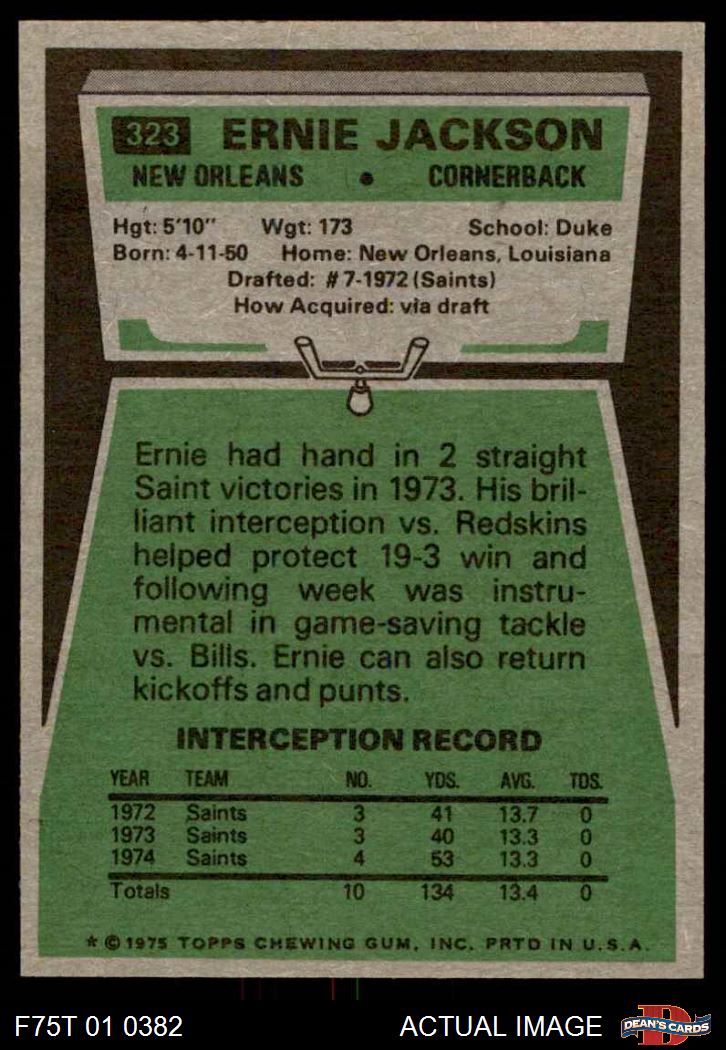 323 ERNIE JACKSON
NEW ORLEANS • CORNERBACK
Hgt: 5'10" Wgt: 173 School: Duke
Born: 4-11-50 Home: New Orleans, Louisiana
Drafted: #7-1972 (Saints)
How Acquired: via draft
Ernie had hand in 2 straight
Saint victories in 1973. His bril-
liant interception vs. Redskins
helped protect 19-3 win and
following week was instru-
mental in game-saving tackle
vs. Bills. Ernie can also return
kickoffs and punts.
INTERCEPTION RECORD
YEAR TEAM NO. YDS. AVG. TDS.
1972 Saints 3 41 13.7 0
1973 Saints 3 40 13.3 0
1974 Saints 4 53 13.3 0
Totals 10 134 13.4 0
* © 1975 TOPPS CHEWING GUM, INC. PRTD IN U.S.A.
F75T 01 0382 ACTUAL IMAGE D DEAN'S CARDS